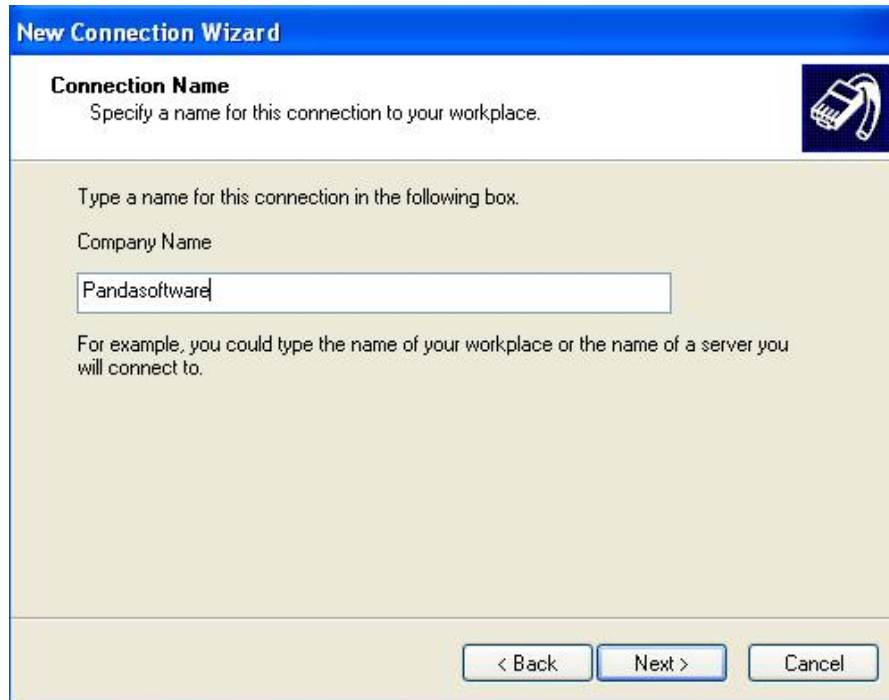 New Connection Wizard
Connection Name
Specify a name for this connection to your workplace.
Type a name for this connection in the following box.
Company Name
Pandasoftware
For example, you could type the name of your workplace or the name of a server you
will connect to.
< Back Next > Cancel